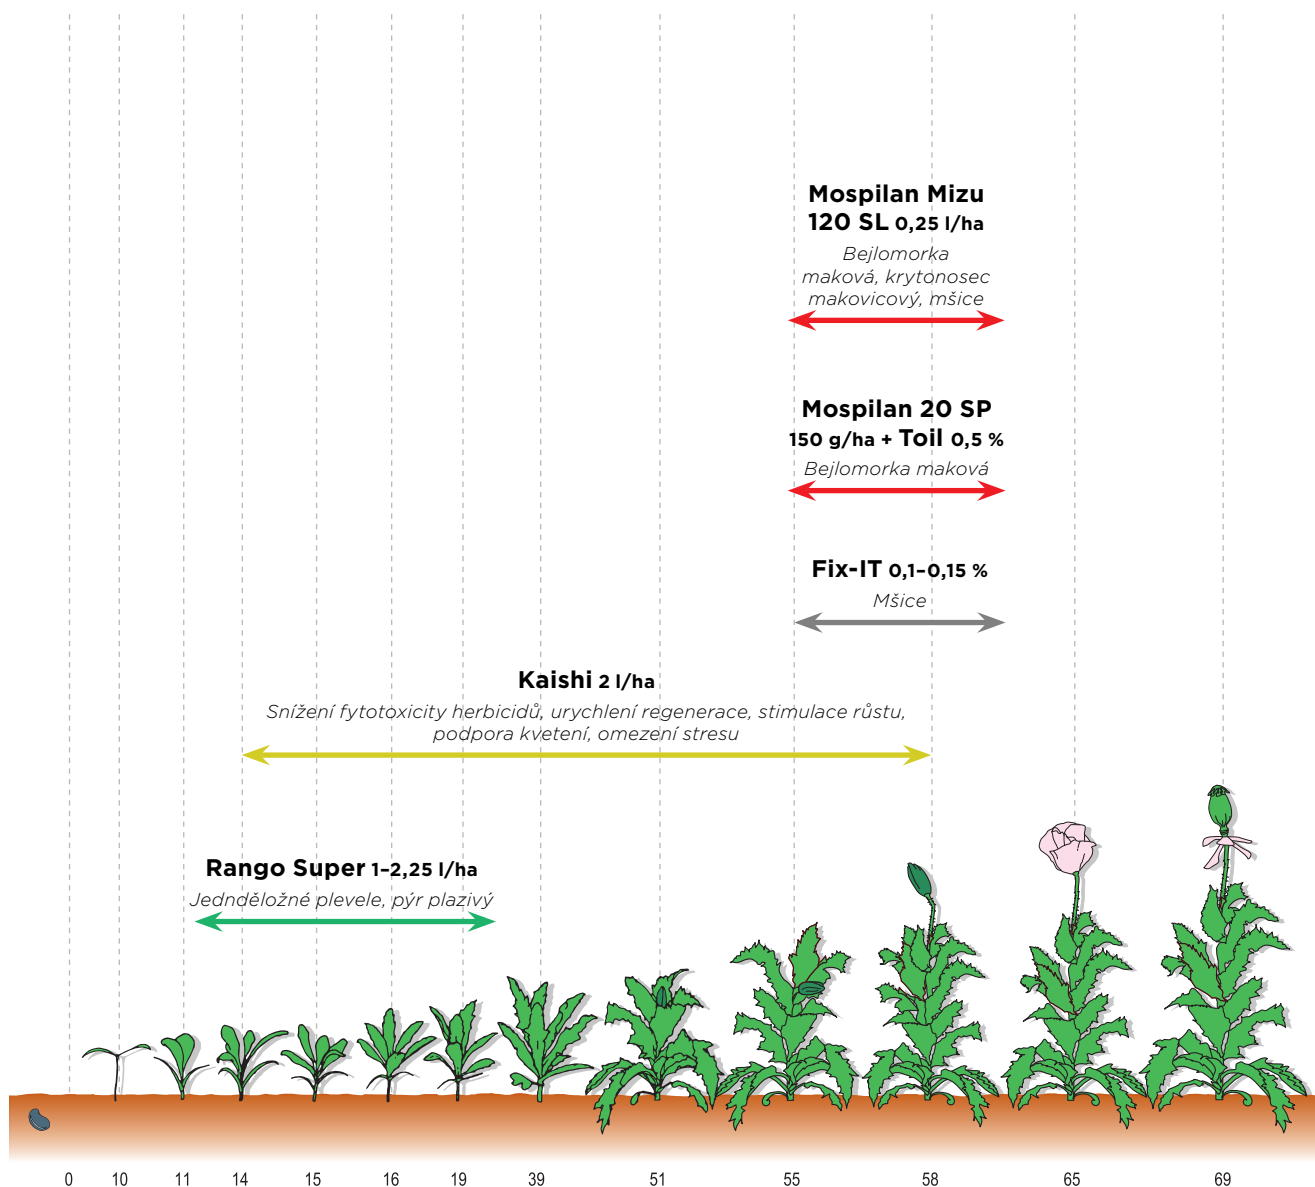 Mospilan Mizu
120 SL 0,25 l/ha
Bejlomorka
maková, krytonosec
makovicový, mšice
Mospilan 20 SP
150 g/ha + Toil 0,5 %
Bejlomorka maková
Fix-IT 0,1–0,15 %
Mšice
Kaishi 2 l/ha
Snížení fytotoxicity herbicidů, urychlení regenerace, stimulace růstu,
podpora kvetení, omezení stresu
Rango Super 1–2,25 l/ha
Jednděložné plevele, pýr plazivý
0 10 11 14 15 16 19 39 51 55 58 65 69